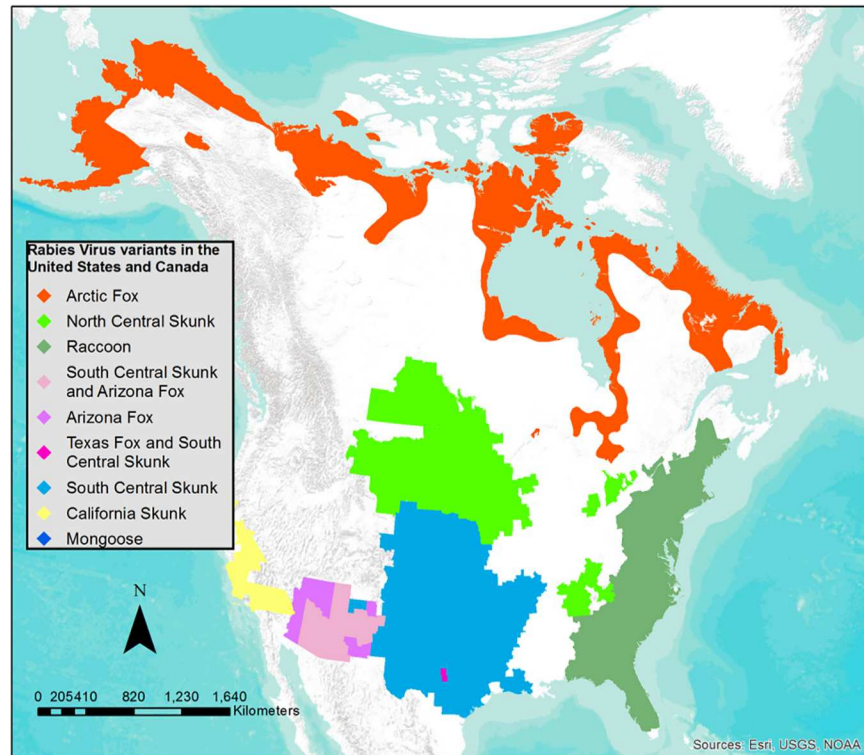 Rabies Virus variants in the
United States and Canada
Arctic Fox
North Central Skunk
Raccoon
South Central Skunk
and Arizona Fox
Arizona Fox
Texas Fox and South
Central Skunk
South Central Skunk
California Skunk
Mongoose
N
0 205410 820 1,230 1,640
Kilometers
Sources: Esri, USGS, NOAA